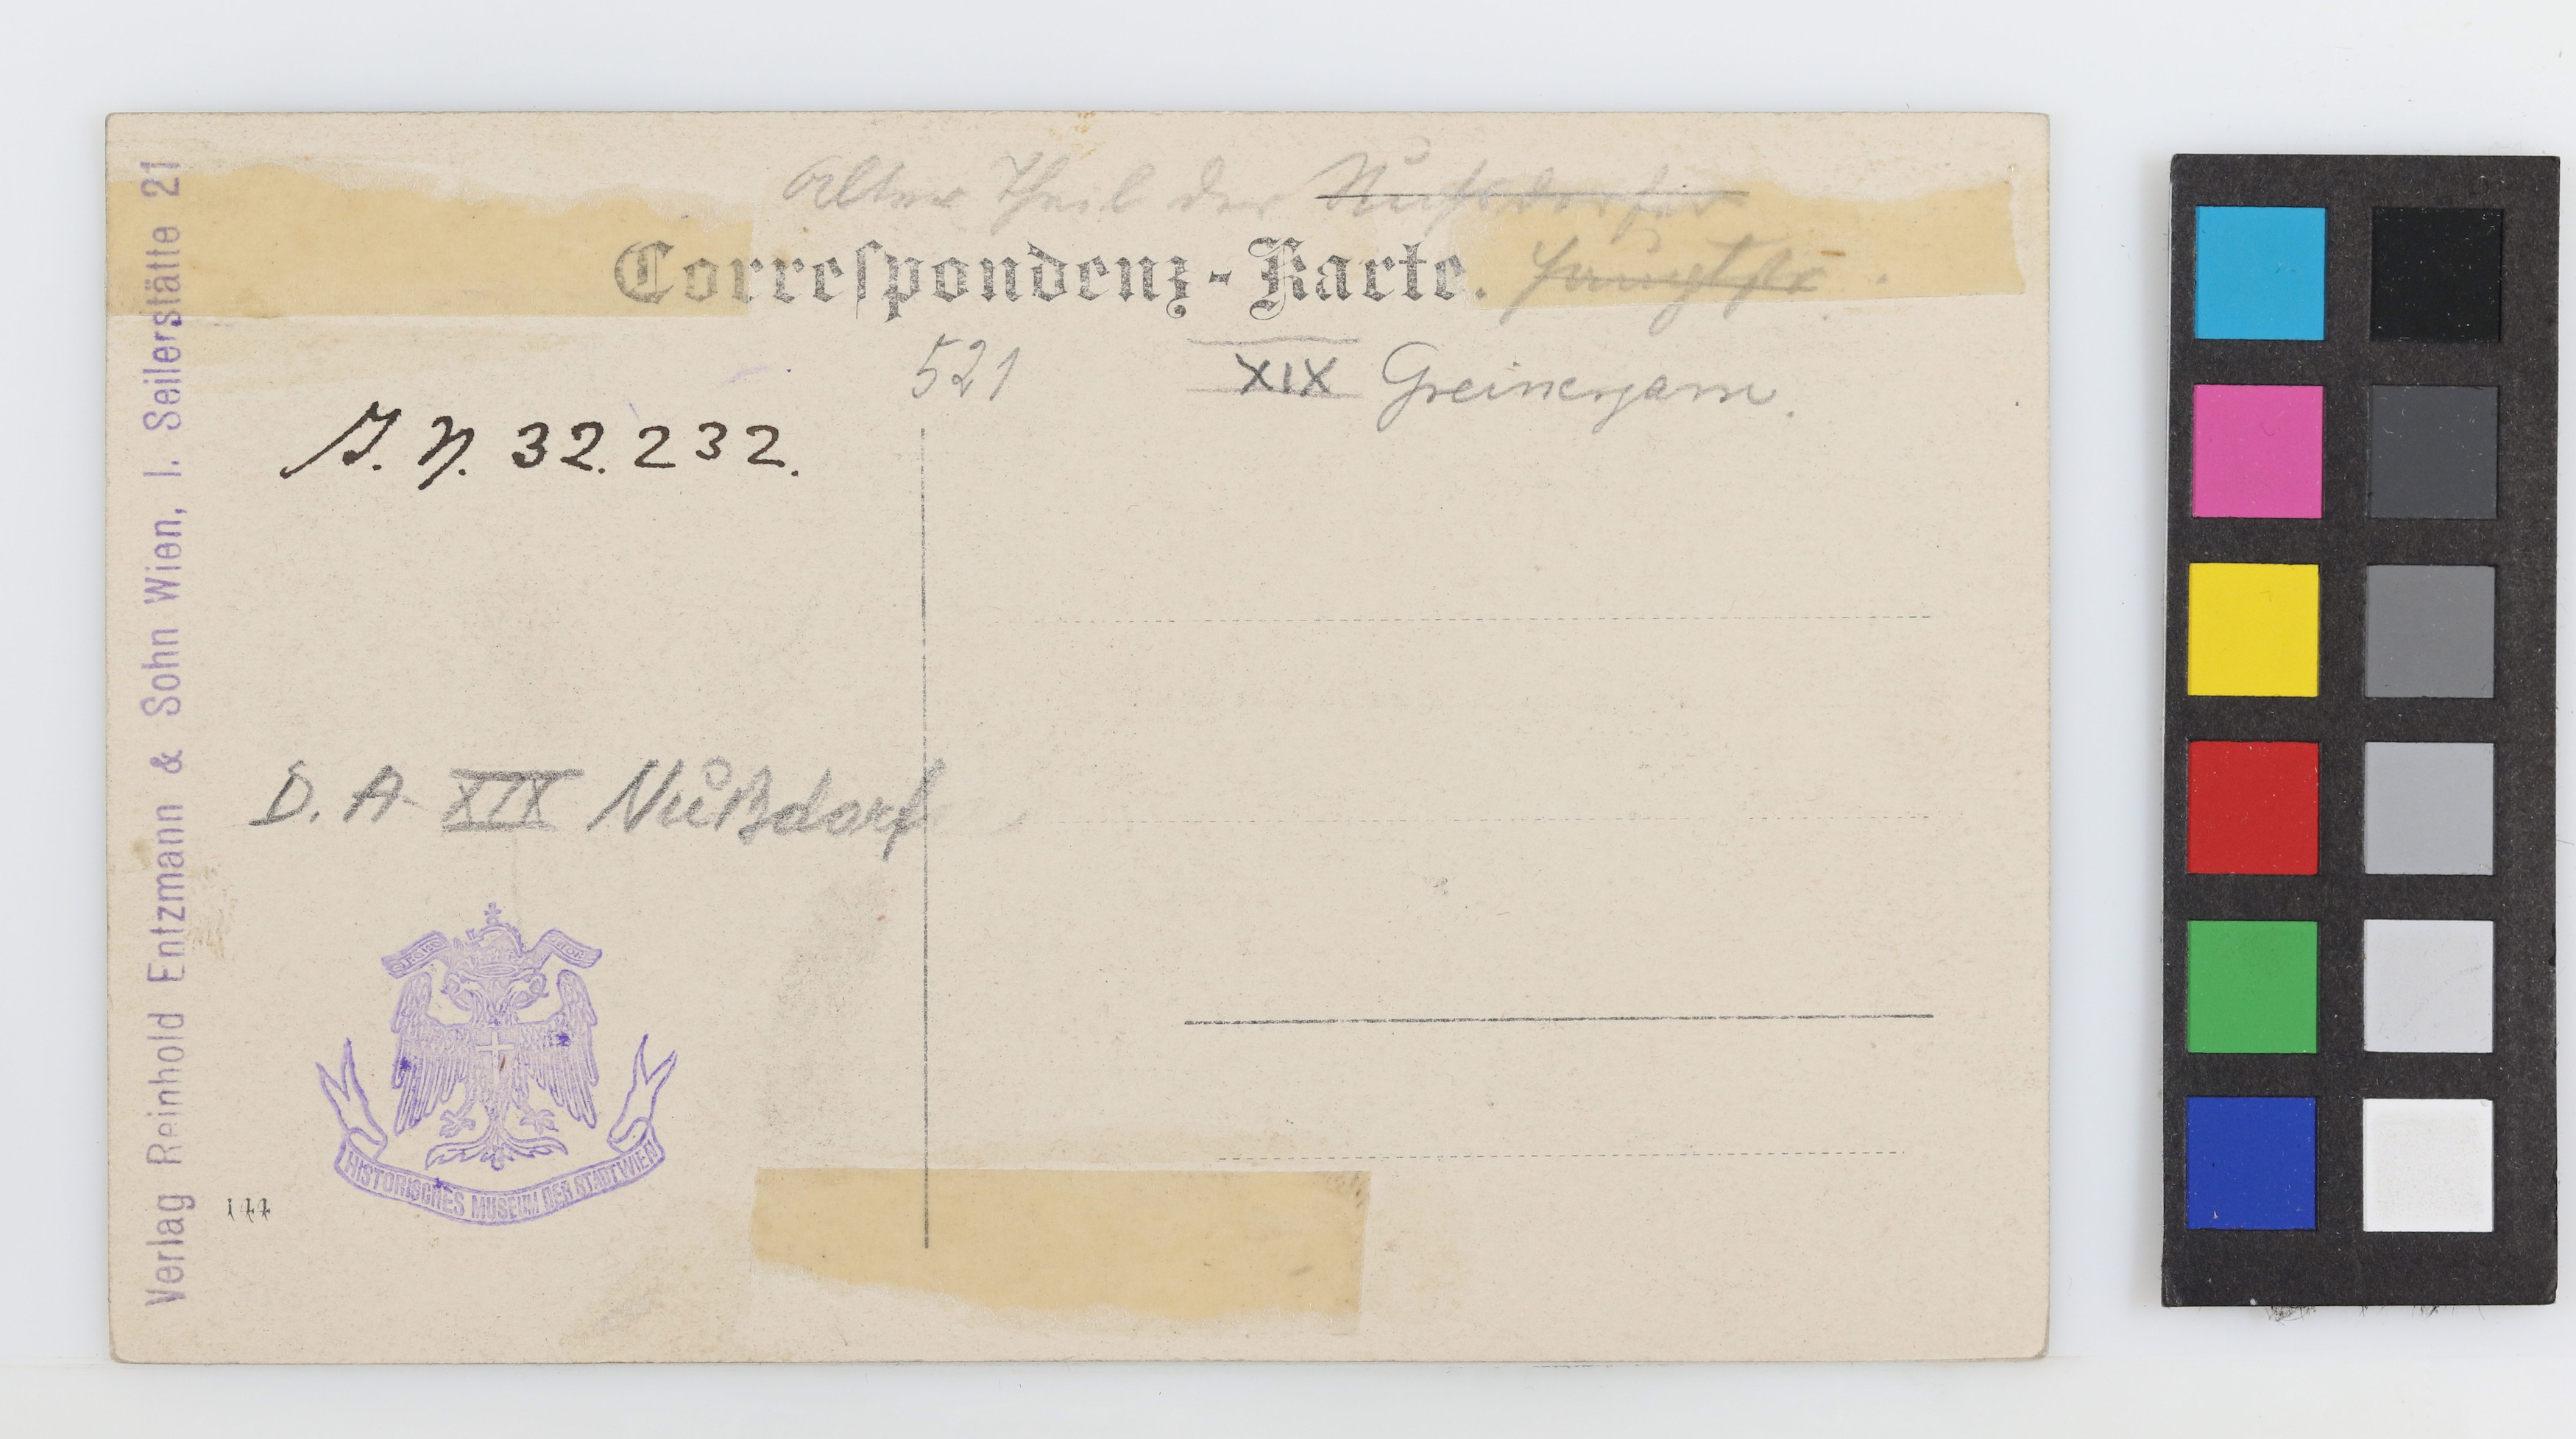 Alter Theil der Nussdorfer
Correspondenz-Karte.
Hauptstr.
521
XIX Greinergasse.
J. N. 32.232.
D. A XIX Nußdorf
HISTORISCHES MUSEUM DER STADT WIEN
144
Verlag Reinhold Entzmann & Sohn Wien, I. Seilerstätte 21